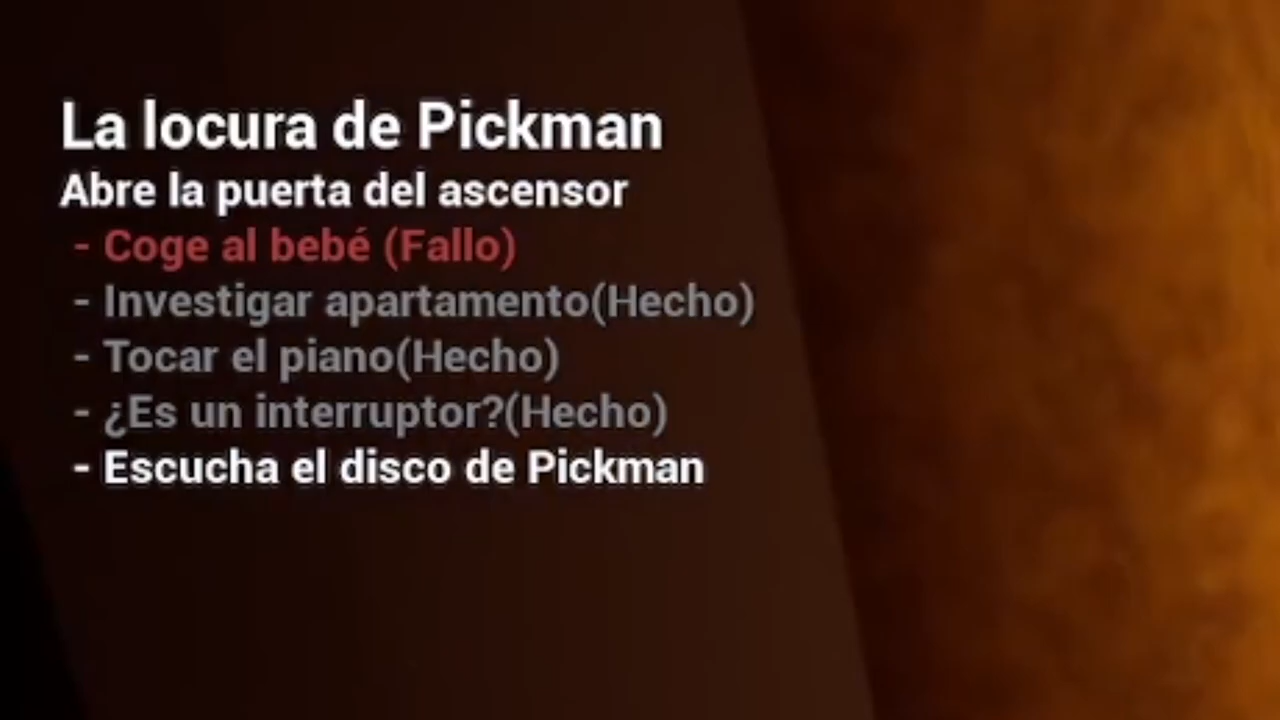 La locura de Pickman
Abre la puerta del ascensor
- Coge al bebé (Fallo)
- Investigar apartamento(Hecho)
- Tocar el piano(Hecho)
- ¿Es un interruptor?(Hecho)
- Escucha el disco de Pickman